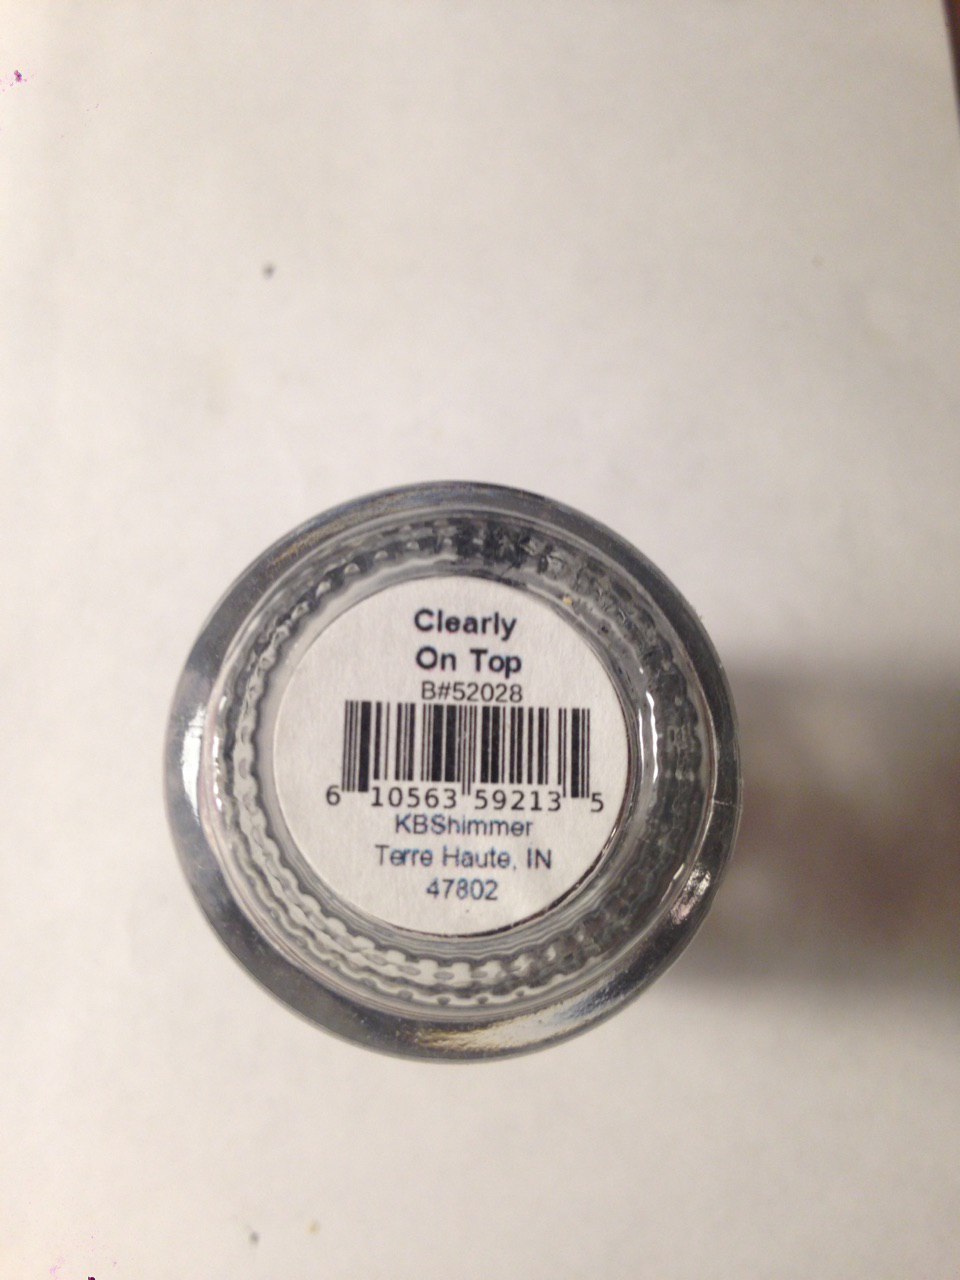 Clearly
On Top
B#52028
6 10563 59213 5
KBShimmer
Terre Haute, IN
47802